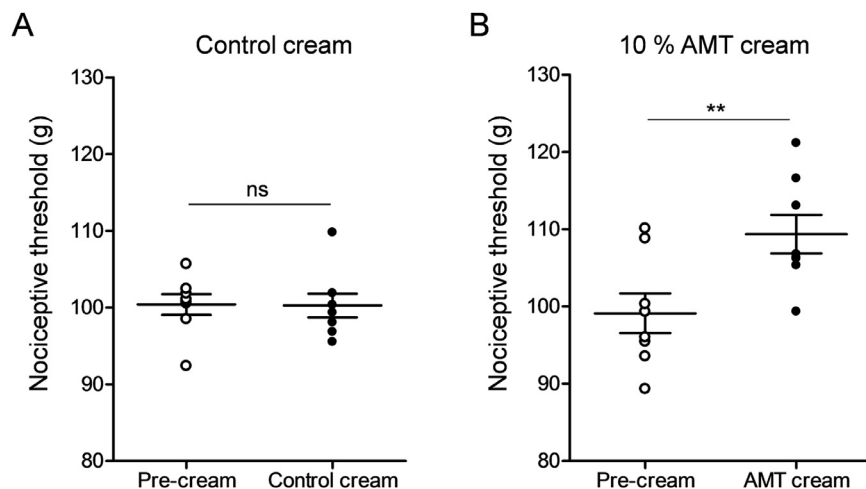 A
Control cream
Nociceptive threshold (g)
130
120
110
100
90
80
ns
Pre-cream
Control cream
B
10 % AMT cream
Nociceptive threshold (g)
130
120
110
100
90
80
**
Pre-cream
AMT cream